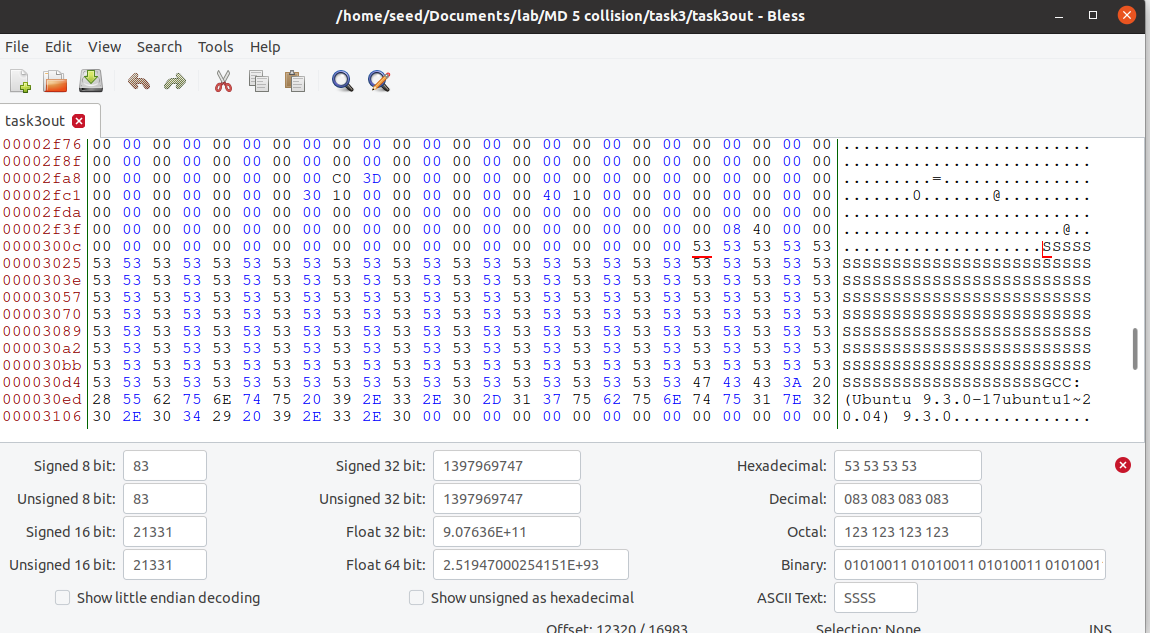 /home/seed/Documents/lab/MD 5 collision/task3/task3out - Bless
File Edit View Search Tools Help
task3out
00002f76 00 00 00 00 00 00 00 00 00 00 00 00 00 00 00 00 00 00 00 00 00 00 00 00 00 .........................
00002f8f 00 00 00 00 00 00 00 00 00 00 00 00 00 00 00 00 00 00 00 00 00 00 00 00 00 .........................
00002fa8 00 00 00 00 00 00 00 00 C0 3D 00 00 00 00 00 00 00 00 00 00 00 00 00 00 00 .........=...............
00002fc1 00 00 00 00 00 00 00 30 10 00 00 00 00 00 00 40 10 00 00 00 00 00 00 00 00 .......0.......@.........
00002fda 00 00 00 00 00 00 00 00 00 00 00 00 00 00 00 00 00 00 00 00 00 00 00 00 00 .........................
00002f3f 00 00 00 00 00 00 00 00 00 00 00 00 00 00 00 00 00 00 00 00 00 08 40 00 00 ......................@..
0000300c 00 00 00 00 00 00 00 00 00 00 00 00 00 00 00 00 00 00 00 00 53 53 53 53 53 ....................SSSSS
00003025 53 53 53 53 53 53 53 53 53 53 53 53 53 53 53 53 53 53 53 53 53 53 53 53 53 SSSSSSSSSSSSSSSSSSSSSSSSS
0000303e 53 53 53 53 53 53 53 53 53 53 53 53 53 53 53 53 53 53 53 53 53 53 53 53 53 SSSSSSSSSSSSSSSSSSSSSSSSS
00003057 53 53 53 53 53 53 53 53 53 53 53 53 53 53 53 53 53 53 53 53 53 53 53 53 53 SSSSSSSSSSSSSSSSSSSSSSSSS
00003070 53 53 53 53 53 53 53 53 53 53 53 53 53 53 53 53 53 53 53 53 53 53 53 53 53 SSSSSSSSSSSSSSSSSSSSSSSSS
00003089 53 53 53 53 53 53 53 53 53 53 53 53 53 53 53 53 53 53 53 53 53 53 53 53 53 SSSSSSSSSSSSSSSSSSSSSSSSS
000030a2 53 53 53 53 53 53 53 53 53 53 53 53 53 53 53 53 53 53 53 53 53 53 53 53 53 SSSSSSSSSSSSSSSSSSSSSSSSS
000030bb 53 53 53 53 53 53 53 53 53 53 53 53 53 53 53 53 53 53 53 53 53 53 53 53 53 SSSSSSSSSSSSSSSSSSSSSSSSS
000030d4 53 53 53 53 53 53 53 53 53 53 53 53 53 53 53 53 53 53 53 53 47 43 43 3A 20 SSSSSSSSSSSSSSSSSSSSGCC:
000030ed 28 55 62 75 6E 74 75 20 39 2E 33 2E 30 2D 31 37 75 62 75 6E 74 75 31 7E 32 (Ubuntu 9.3.0-17ubuntu1~2
00003106 30 2E 30 34 29 20 39 2E 33 2E 30 00 00 00 00 00 00 00 00 00 00 00 00 00 00 0.04) 9.3.0..............
Signed 8 bit: 83 Signed 32 bit: 1397969747 Hexadecimal: 53 53 53 53
Unsigned 8 bit: 83 Unsigned 32 bit: 1397969747 Decimal: 083 083 083 083
Signed 16 bit: 21331 Float 32 bit: 9.07636E+11 Octal: 123 123 123 123
Unsigned 16 bit: 21331 Float 64 bit: 2.51947000254151E+93 Binary: 01010011 01010011 01010011 01010011
Show little endian decoding Show unsigned as hexadecimal ASCII Text: SSSS
Offset: 12320 / 16983 Selection: None INS